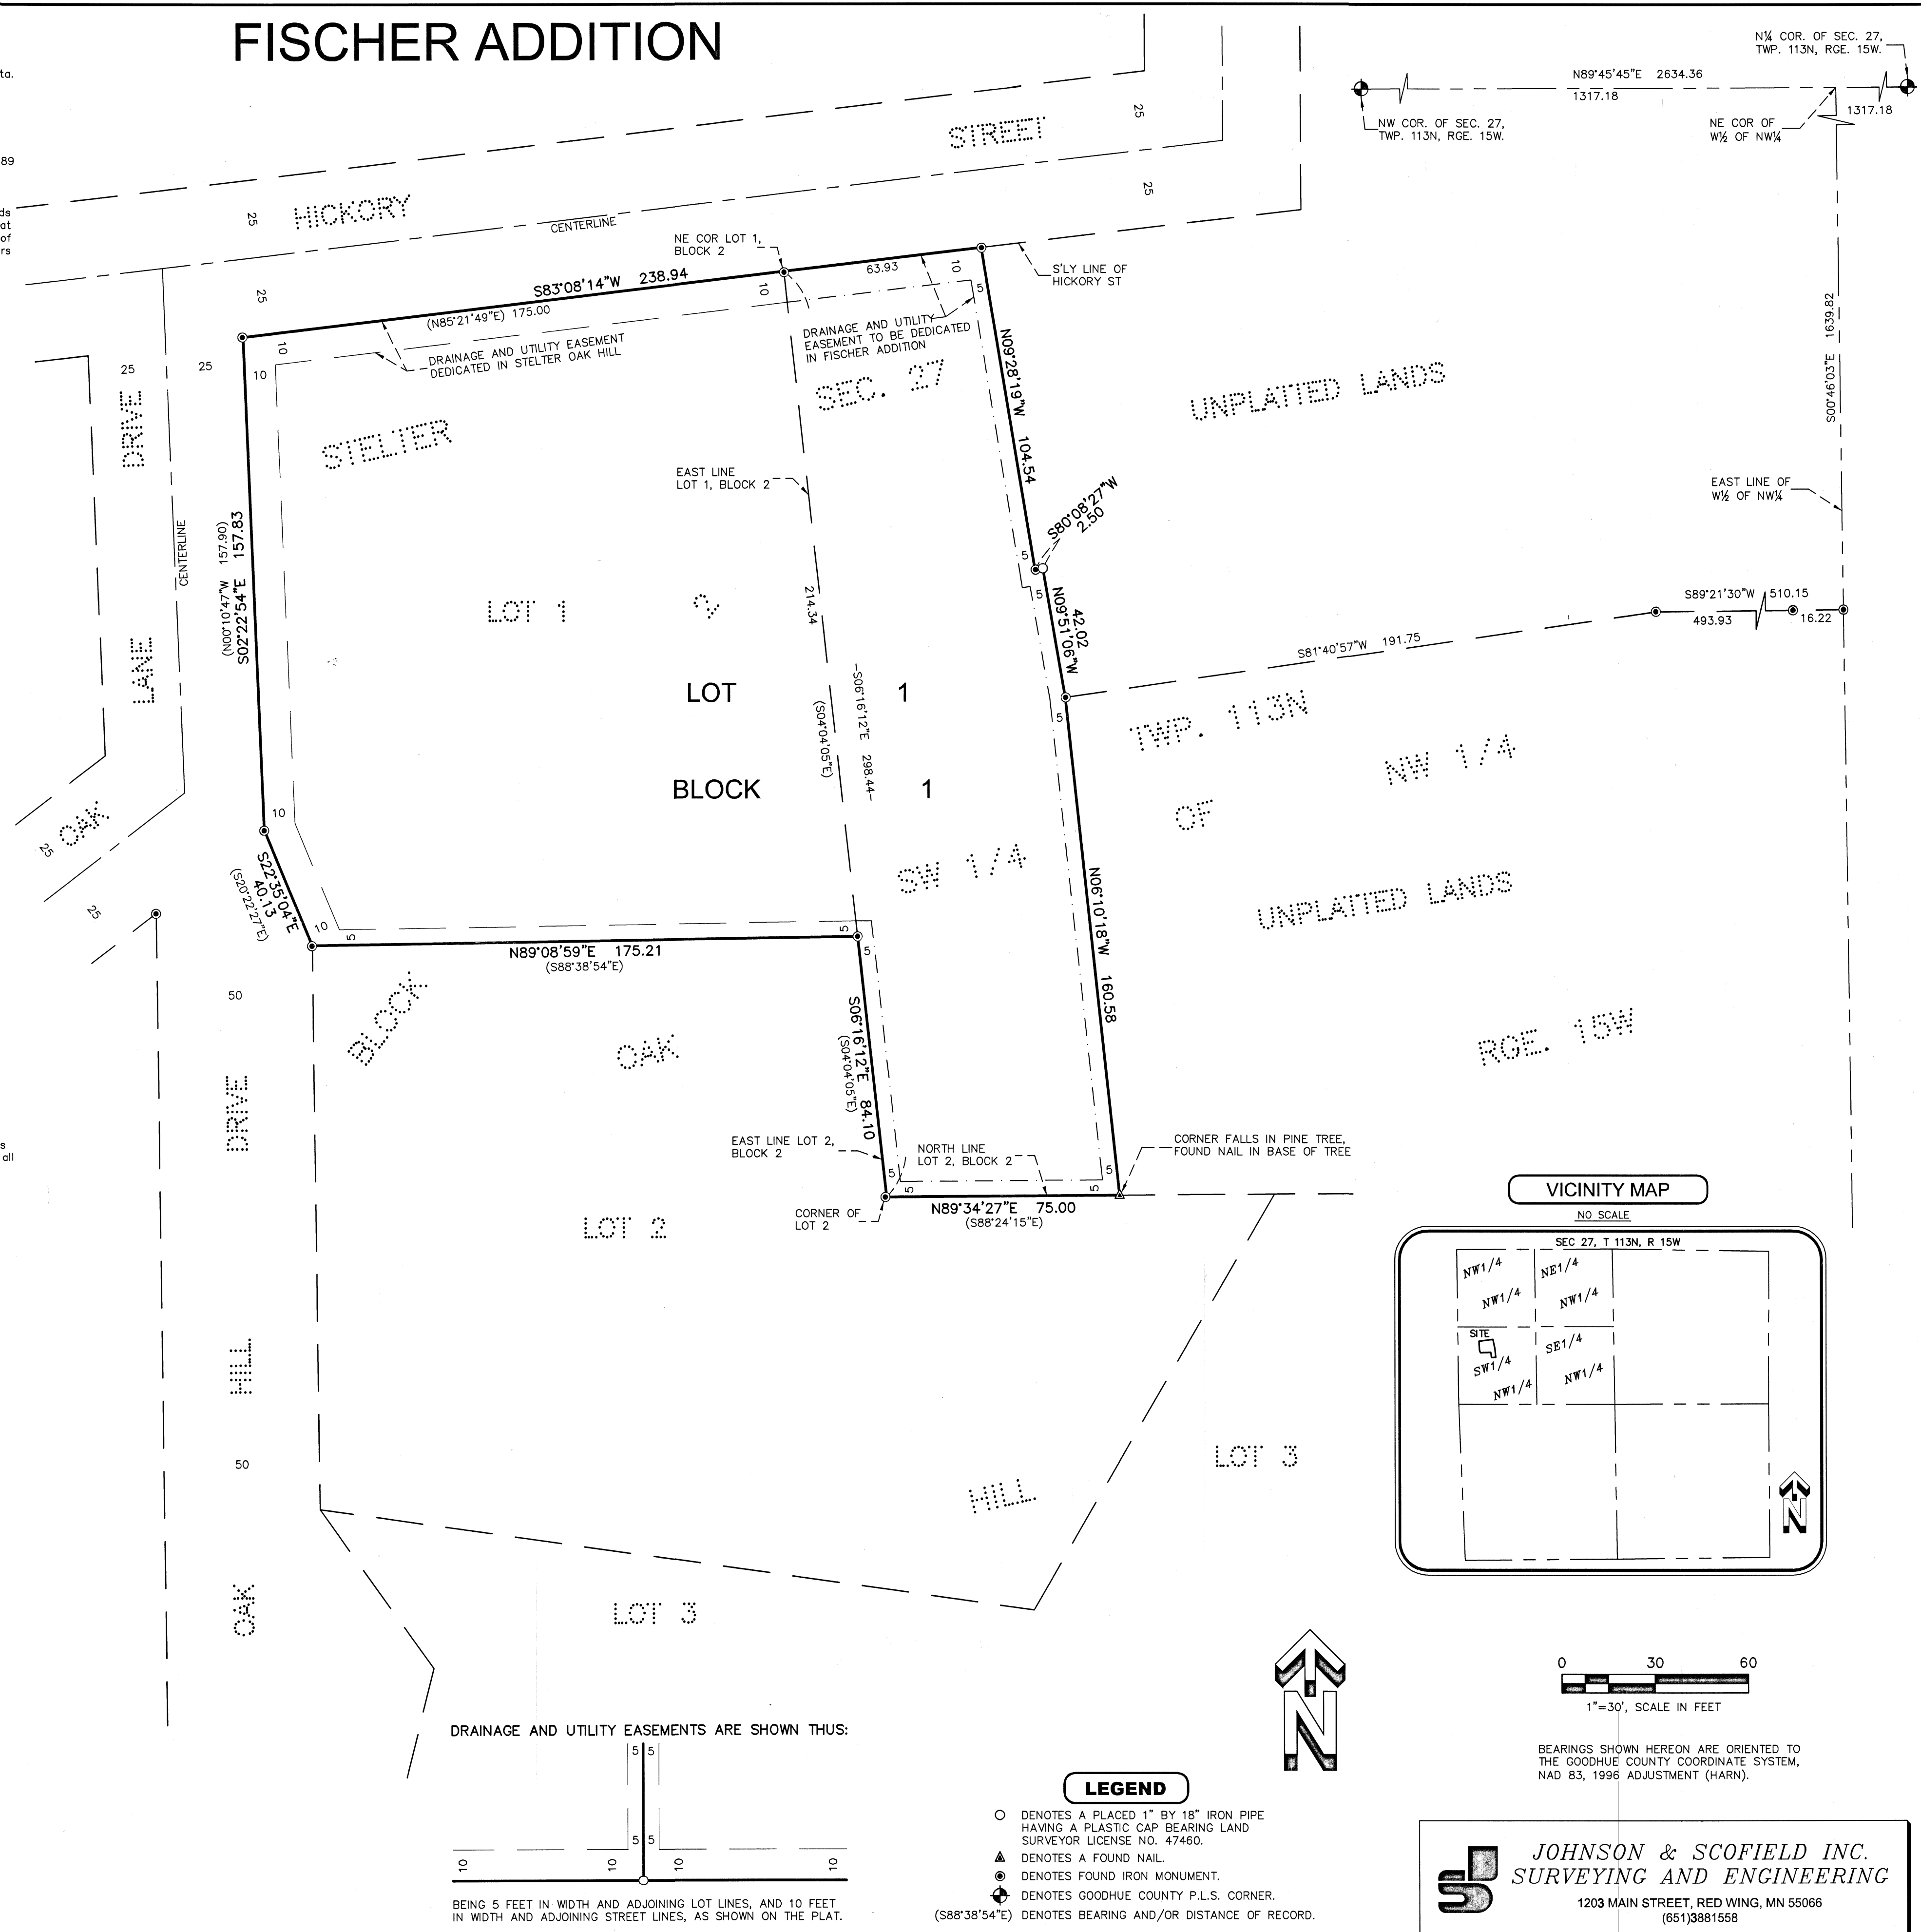 FISCHER ADDITION
ta.
89
ds
at
of
rs
s
all
N¼ COR. OF SEC. 27,
TWP. 113N, RGE. 15W.
N89°45'45"E 2634.36
1317.18
1317.18
NW COR. OF SEC. 27,
TWP. 113N, RGE. 15W.
NE COR OF
W½ OF NW¼
HICKORY
STREET
CENTERLINE
25
25
25
25
NE COR LOT 1,
BLOCK 2
S83°08'14"W 238.94
63.93
10
10
5
S'LY LINE OF
HICKORY ST
(N85°21'49"E) 175.00
DRAINAGE AND UTILITY EASEMENT
DEDICATED IN STELTER OAK HILL
DRAINAGE AND UTILITY
EASEMENT TO BE DEDICATED
IN FISCHER ADDITION
10
10
25
25
DRIVE
LANE
OAK
25
25
CENTERLINE
STELTER
SEC. 27
UNPLATTED LANDS
N09°28'19"W 104.54
S00°46'03"E 1639.82
EAST LINE
LOT 1, BLOCK 2
EAST LINE OF
W½ OF NW¼
(N00°10'47"W 157.90)
S02°22'54"E 157.83
S80°08'27"W
2.50
5
5
LOT 1
2
214.34
42.02
N09°51'06"W
S89°21'30"W 510.15
493.93
16.22
S81°40'57"W 191.75
LOT 1
BLOCK 1
S06°16'12"E 298.44
(S04°04'05"E)
5
TWP. 113N
NW 1/4
OF
SW 1/4
UNPLATTED LANDS
RGE. 15W
10
S22°35'04"E
40.13
(S20°22'27"E)
10
5
5
5
N89°08'59"E 175.21
(S88°38'54"E)
N06°10'18"W 160.58
50
BLOCK
OAK
S06°16'12"E 84.10
(S04°04'05"E)
DRIVE
EAST LINE LOT 2,
BLOCK 2
NORTH LINE
LOT 2, BLOCK 2
CORNER FALLS IN PINE TREE,
FOUND NAIL IN BASE OF TREE
5
5
5
5
CORNER OF
LOT 2
N89°34'27"E 75.00
(S88°24'15"E)
LOT 2
HILL
50
OAK
LOT 3
HILL
LOT 3
VICINITY MAP
NO SCALE
SEC 27, T 113N, R 15W
NW1/4
NW1/4
NE1/4
NW1/4
SITE
SW1/4
NW1/4
SE1/4
NW1/4
N
N
0 30 60
1"=30', SCALE IN FEET
BEARINGS SHOWN HEREON ARE ORIENTED TO
THE GOODHUE COUNTY COORDINATE SYSTEM,
NAD 83, 1996 ADJUSTMENT (HARN).
DRAINAGE AND UTILITY EASEMENTS ARE SHOWN THUS:
5 5
5 5
10 10 10 10
BEING 5 FEET IN WIDTH AND ADJOINING LOT LINES, AND 10 FEET
IN WIDTH AND ADJOINING STREET LINES, AS SHOWN ON THE PLAT.
LEGEND
DENOTES A PLACED 1" BY 18" IRON PIPE
HAVING A PLASTIC CAP BEARING LAND
SURVEYOR LICENSE NO. 47460.
DENOTES A FOUND NAIL.
DENOTES FOUND IRON MONUMENT.
DENOTES GOODHUE COUNTY P.L.S. CORNER.
(S88°38'54"E) DENOTES BEARING AND/OR DISTANCE OF RECORD.
JOHNSON & SCOFIELD INC.
SURVEYING AND ENGINEERING
1203 MAIN STREET, RED WING, MN 55066
(651)3881558